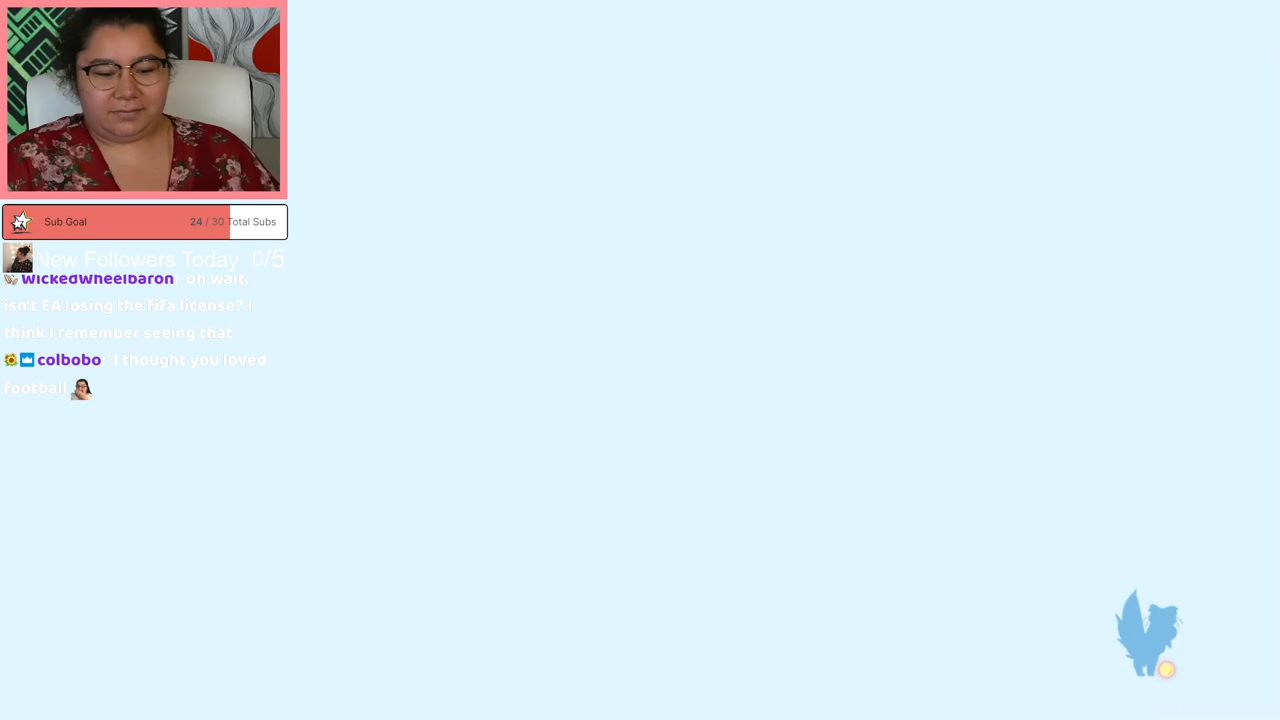 Sub Goal 24 / 30 Total Subs
New Followers Today 0/5
WickedWheelbaron: oh wait,
isn't EA losing the fifa license? I
think I remember seeing that
colbobo: I thought you loved
football